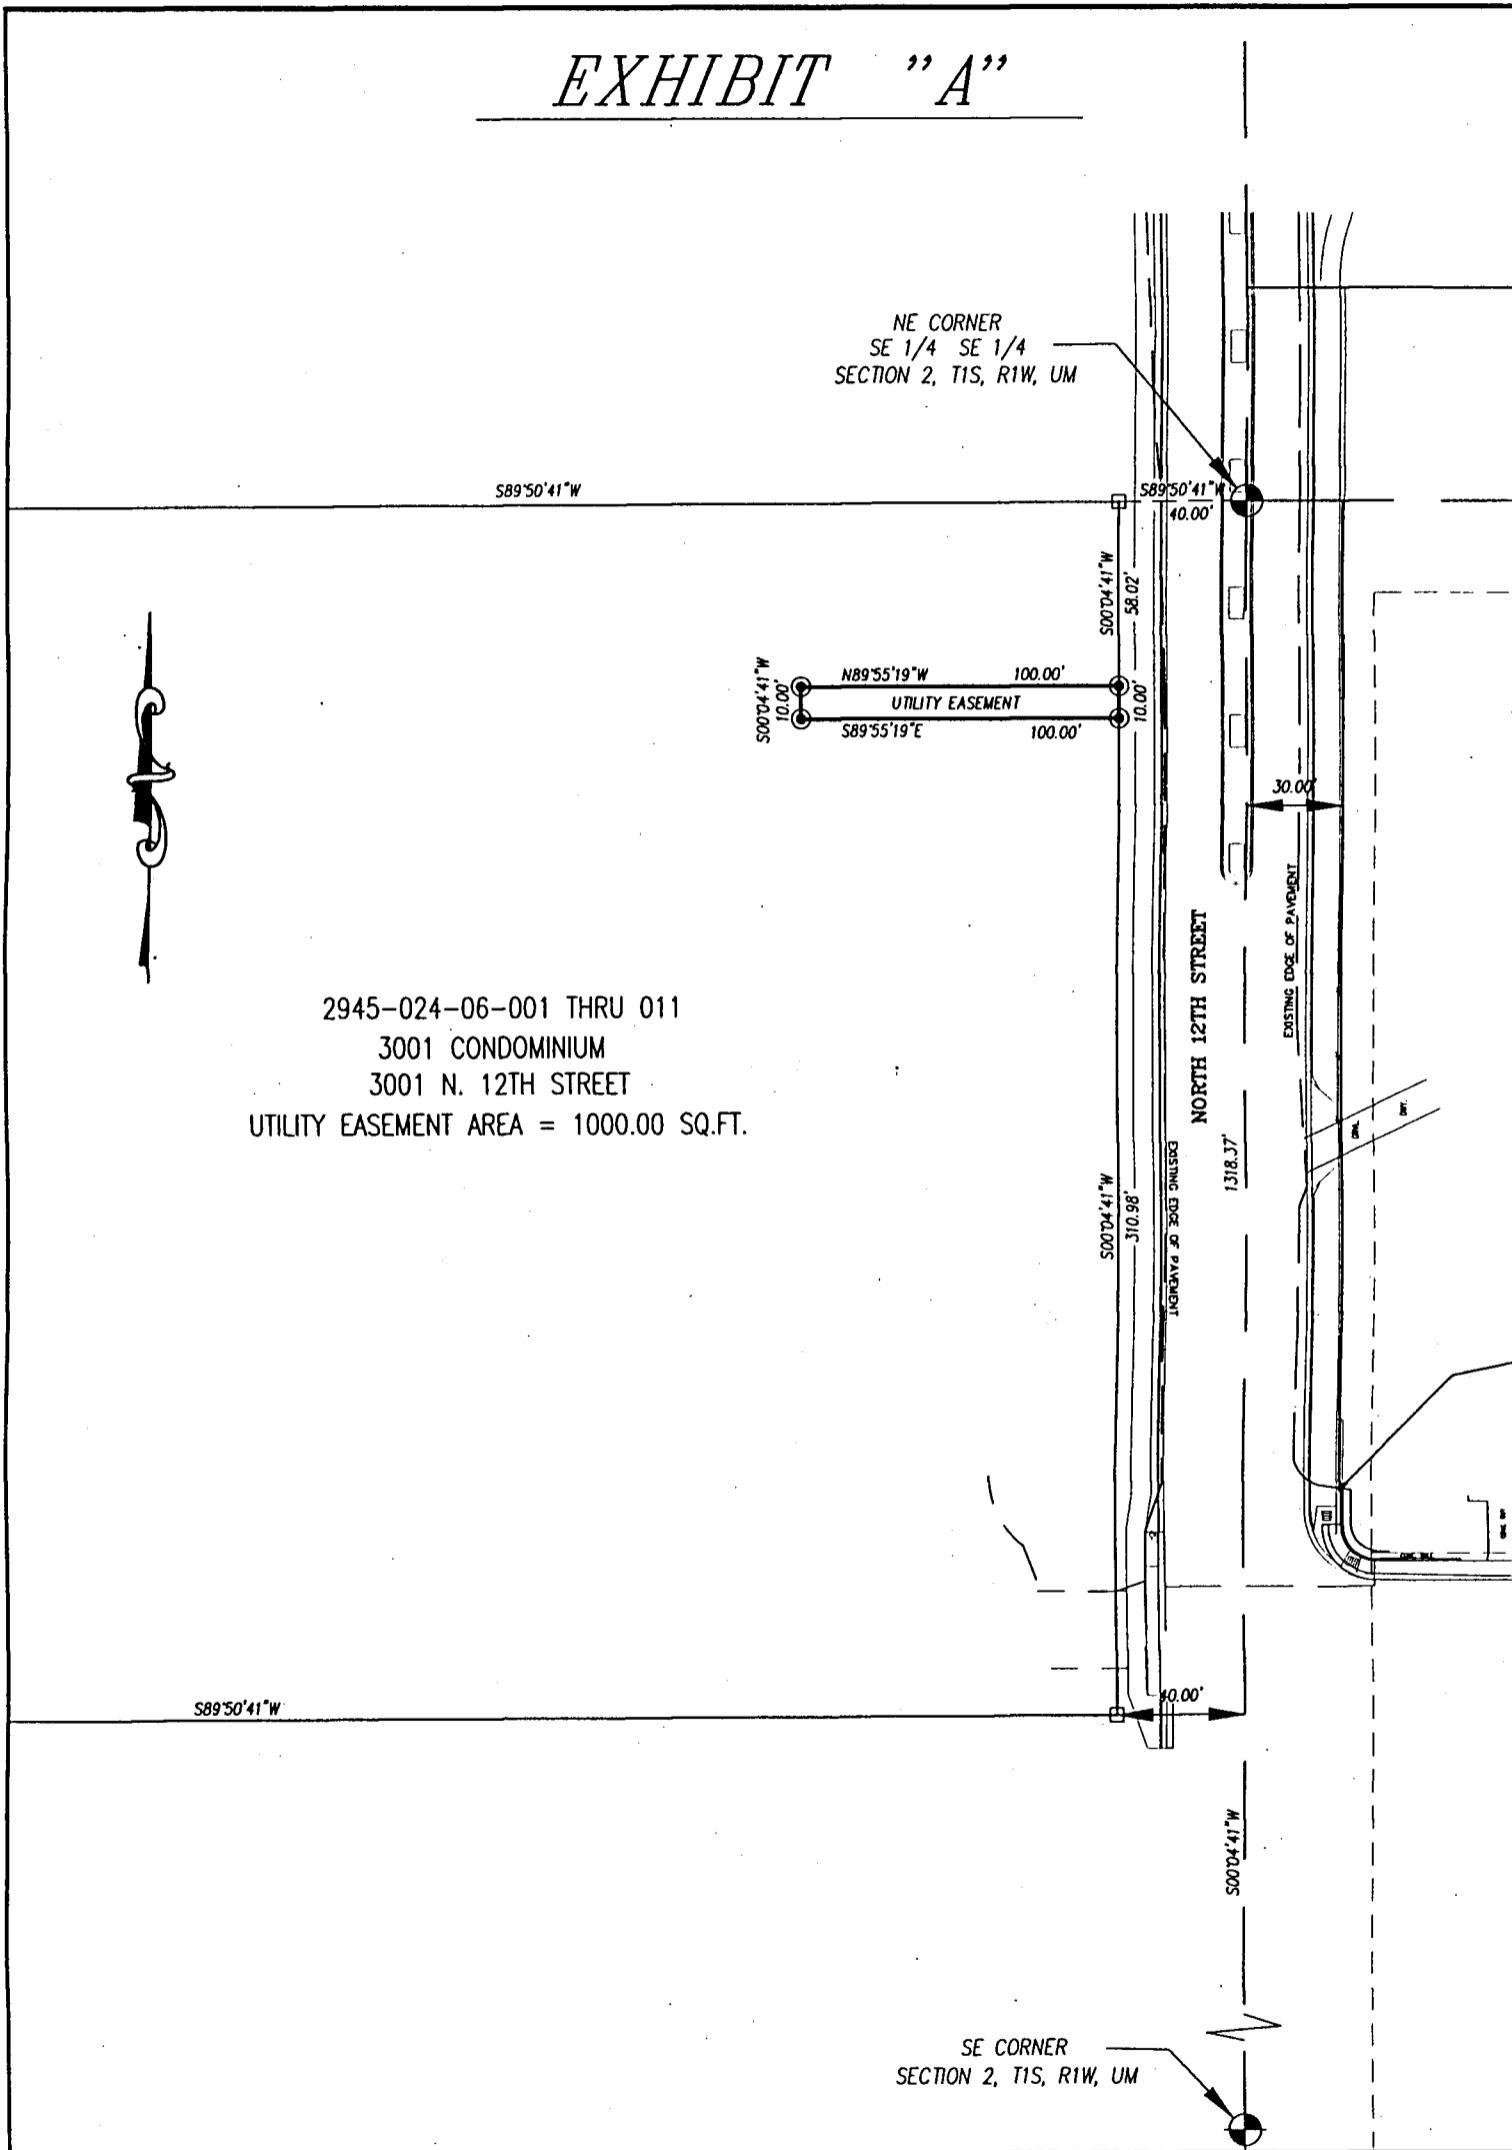 EXHIBIT "A"
NE CORNER
SE 1/4 SE 1/4
SECTION 2, T1S, R1W, UM
S89°50'41"W
S89°50'41"W
40.00'
S00°04'41"W
58.02'
S00°04'41"W
10.00'
N89°55'19"W 100.00'
UTILITY EASEMENT
S89°55'19"E 100.00'
10.00'
30.00'
EXISTING EDGE OF PAVEMENT
NORTH 12TH STREET
2945-024-06-001 THRU 011
3001 CONDOMINIUM
3001 N. 12TH STREET
UTILITY EASEMENT AREA = 1000.00 SQ.FT.
S00°04'41"W
310.98'
EXISTING EDGE OF PAVEMENT
1318.37'
S89°50'41"W
40.00'
S00°04'41"W
SE CORNER
SECTION 2, T1S, R1W, UM